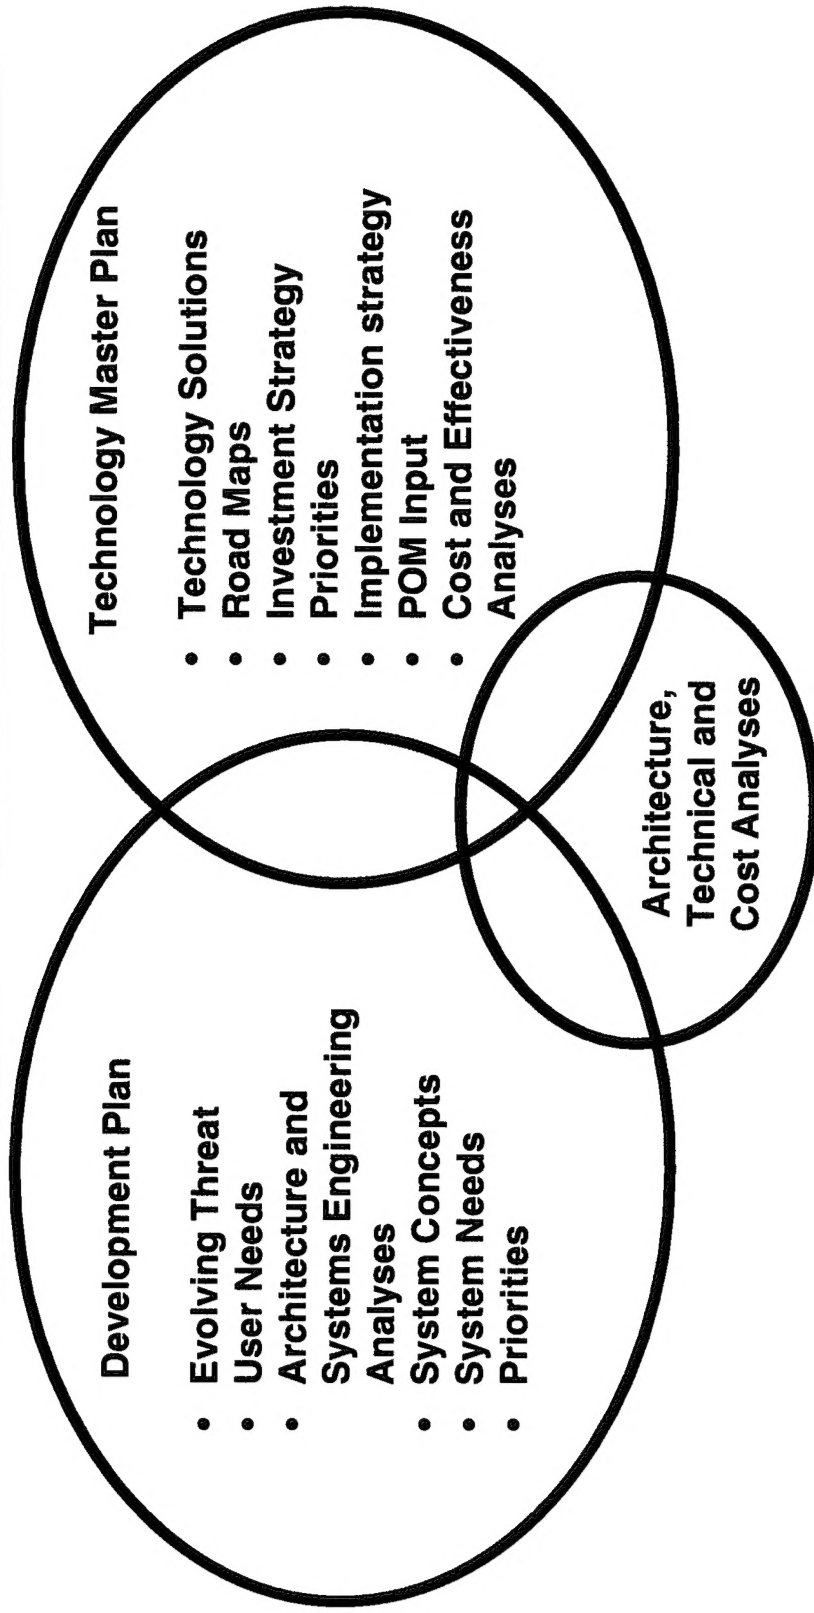 Development Plan
• Evolving Threat
• User Needs
• Architecture and
Systems Engineering
Analyses
• System Concepts
• System Needs
• Priorities
Technology Master Plan
• Technology Solutions
• Road Maps
• Investment Strategy
• Priorities
• Implementation strategy
• POM Input
• Cost and Effectiveness
Analyses
Architecture,
Technical and
Cost Analyses